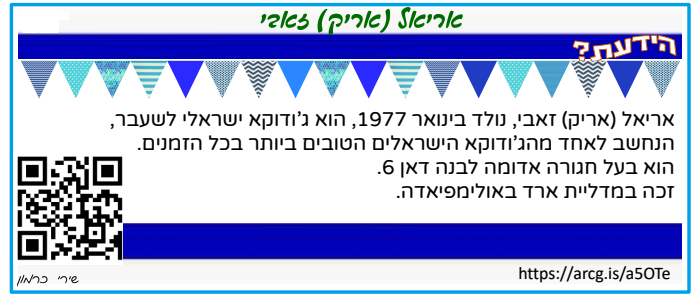 אריאל (אריק) זאבי
הידעת?
אריאל (אריק) זאבי, נולד בינואר 1977, הוא ג'ודוקא ישראלי לשעבר,
הנחשב לאחד מהג'ודוקא הישראלים הטובים ביותר בכל הזמנים.
הוא בעל חגורה אדומה לבנה דאן 6.
זכה במדליית ארד באולימפיאדה.
שירי כרמון
https://arcg.is/a5OTe